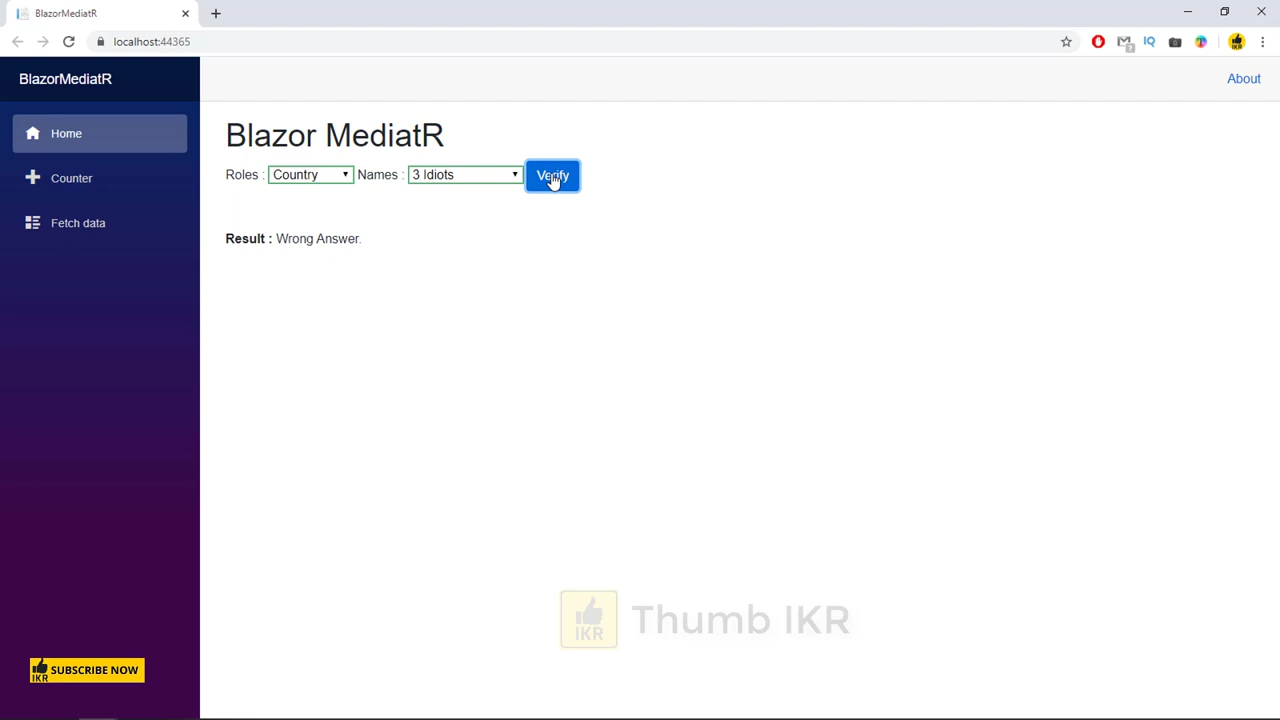 BlazorMediatR
localhost:44365
BlazorMediatR
About
Home
Counter
Fetch data
Blazor MediatR
Roles : Country Names : 3 Idiots Verify
Result : Wrong Answer.
IKR Thumb IKR
IKR SUBSCRIBE NOW